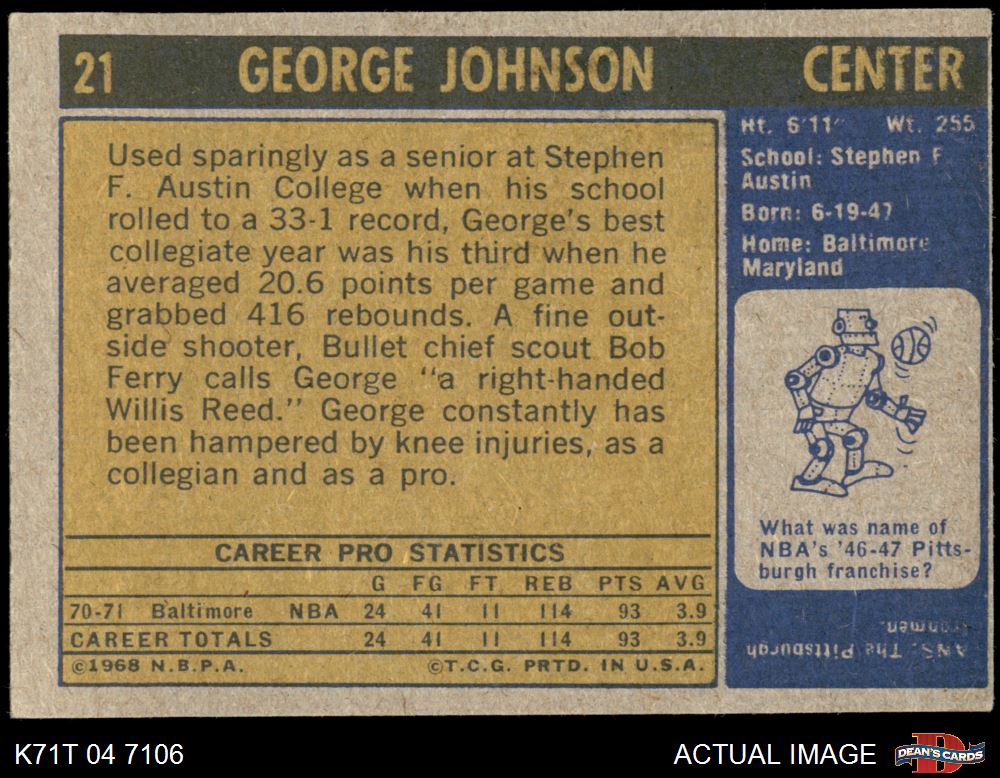 21 GEORGE JOHNSON CENTER
Used sparingly as a senior at Stephen
F. Austin College when his school
rolled to a 33-1 record, George's best
collegiate year was his third when he
averaged 20.6 points per game and
grabbed 416 rebounds. A fine out-
side shooter, Bullet chief scout Bob
Ferry calls George "a right-handed
Willis Reed." George constantly has
been hampered by knee injuries, as a
collegian and as a pro.
CAREER PRO STATISTICS
G FG FT REB PTS AVG
70-71 Baltimore NBA 24 41 11 114 93 3.9
CAREER TOTALS 24 41 11 114 93 3.9
©1968 N.B.P.A. ©T.C.G. PRTD. IN U.S.A.
Ht. 6'11" Wt. 255
School: Stephen F
Austin
Born: 6-19-47
Home: Baltimore
Maryland
What was name of
NBA's '46-47 Pitts-
burgh franchise?
ANS. The Pittsburgh
Ironmen.
K71T 04 7106
ACTUAL IMAGE
D
DEAN'S CARDS